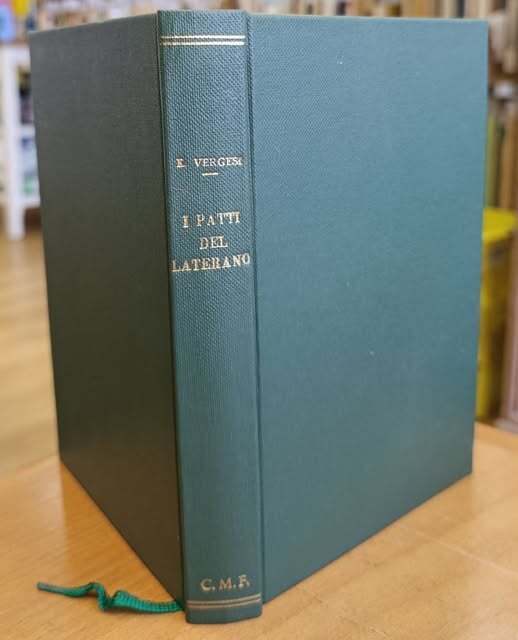 E. VERGESI
I PATTI
DEL
LATERANO
C. M. F.